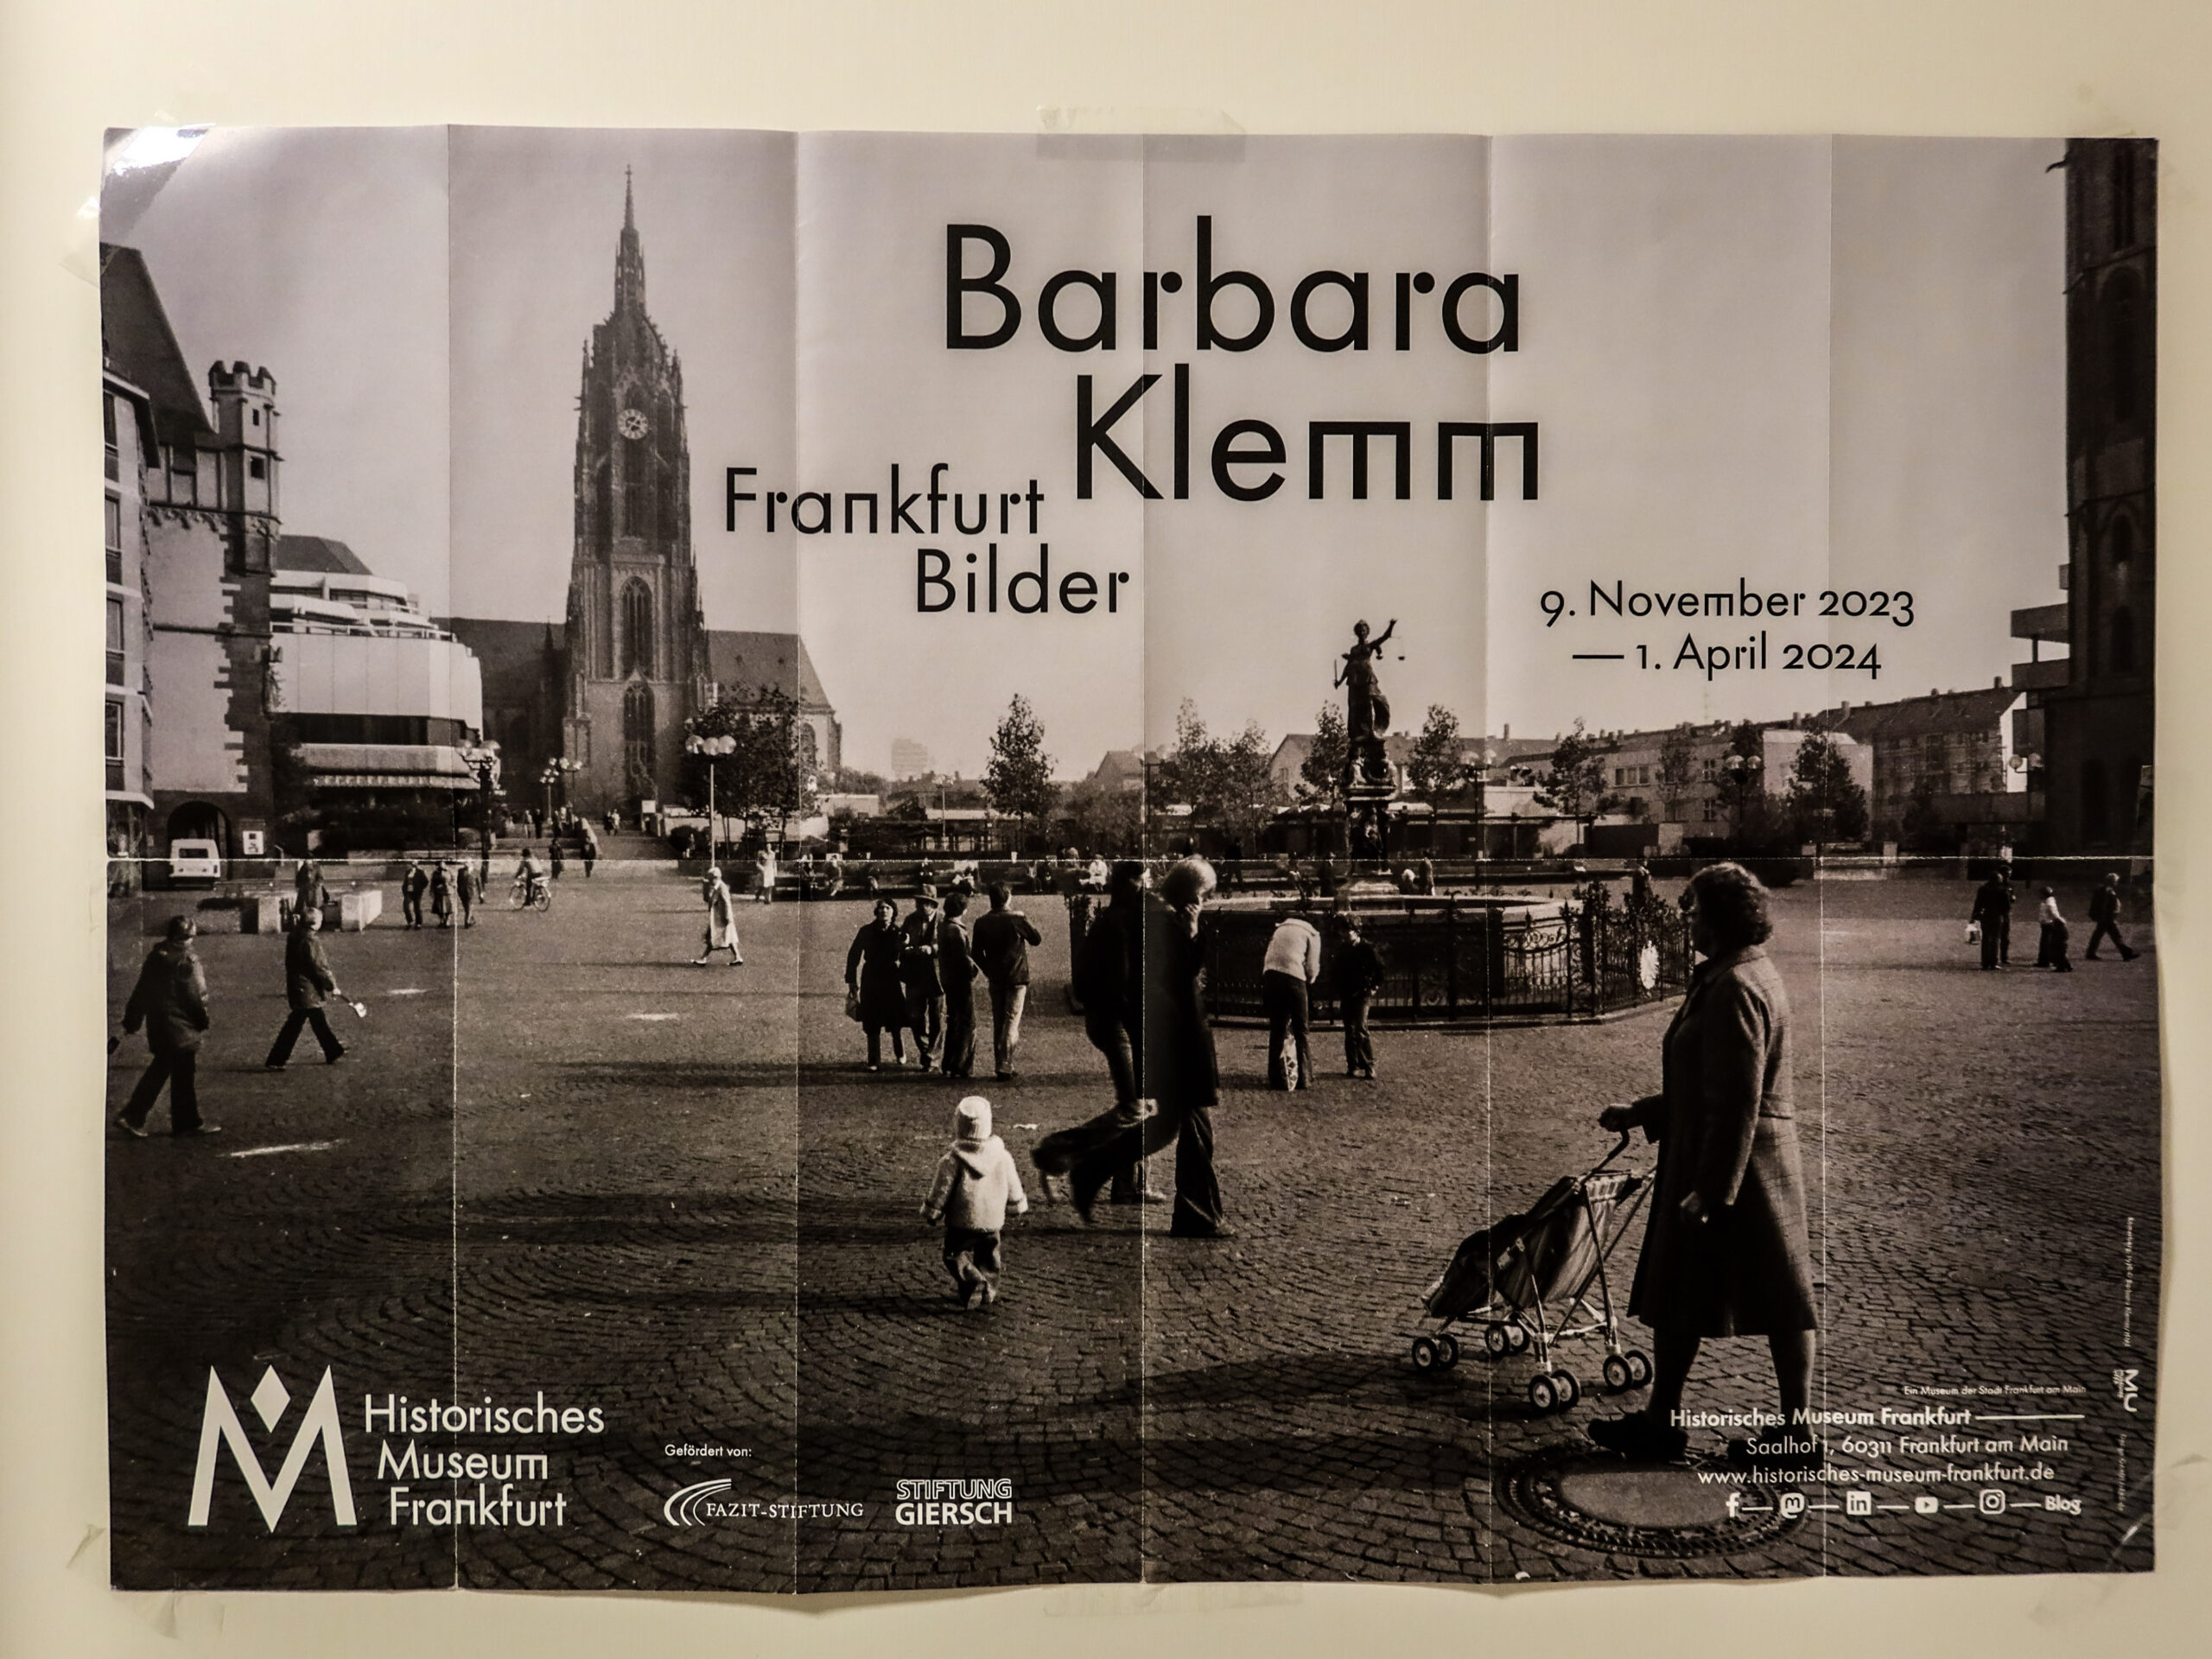 Barbara
Klemm
Frankfurt
Bilder
9. November 2023
— 1. April 2024
Historisches
Museum
Frankfurt
Gefördert von:
FAZIT-STIFTUNG
STIFTUNG
GIERSCH
Ein Museum der Stadt Frankfurt am Main
Historisches Museum Frankfurt
Saalhof 1, 60311 Frankfurt am Main
www.historisches-museum-frankfurt.de
Blog
MU